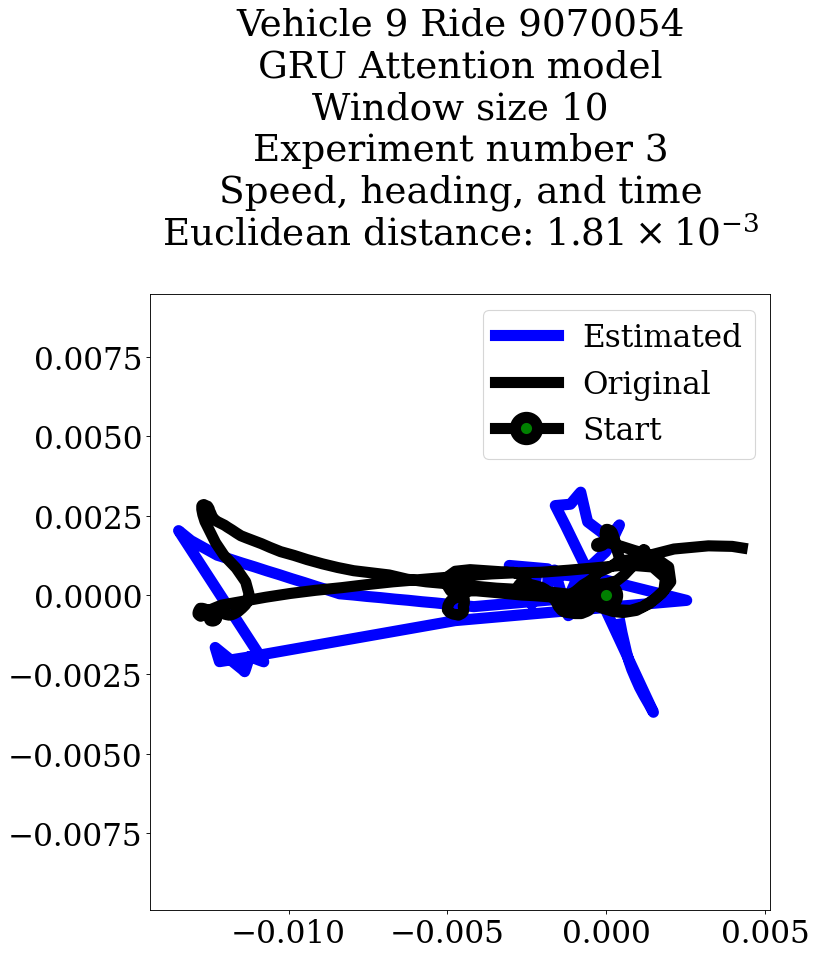 Vehicle 9 Ride 9070054
GRU Attention model
Window size 10
Experiment number 3
Speed, heading, and time
Euclidean distance: 1.81 × 10⁻³
Estimated
Original
Start
0.0075
0.0050
0.0025
0.0000
−0.0025
−0.0050
−0.0075
−0.010 −0.005 0.000 0.005